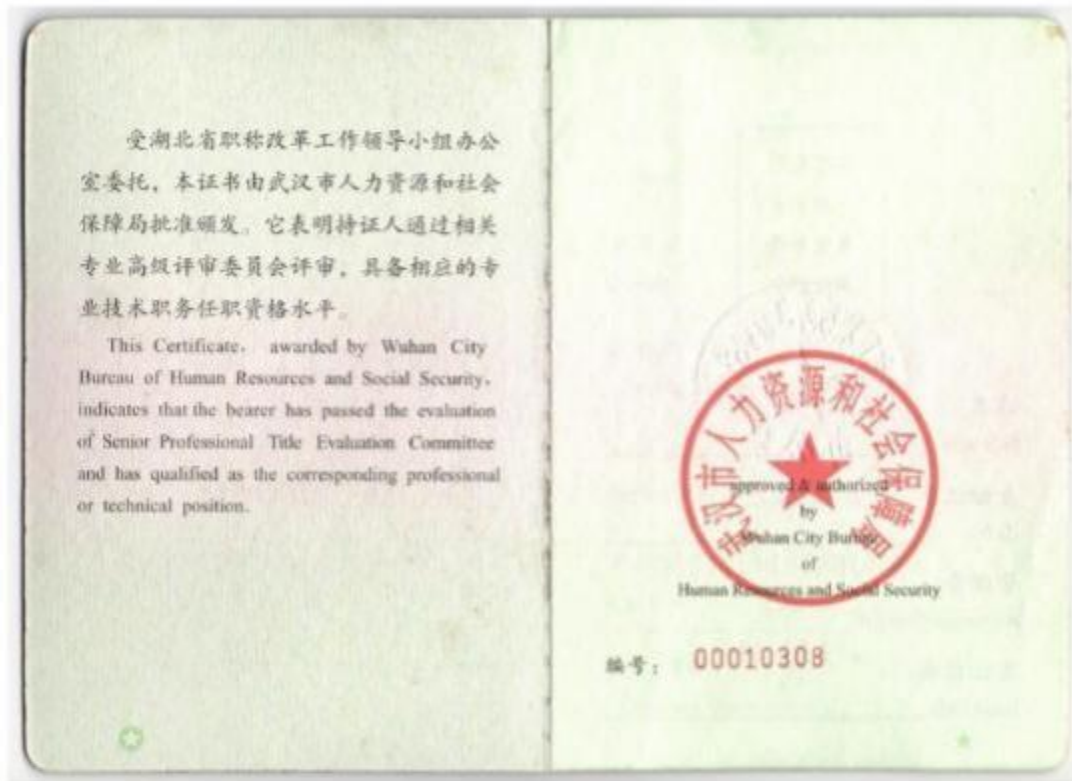 受湖北省职称改革工作领导小组办公
室委托，本证书由武汉市人力资源和社会
保障局批准颁发。它表明持证人通过相关
专业高级评审委员会评审，具备相应的专
业技术职务任职资格水平。
This Certificate, awarded by Wuhan City
Bureau of Human Resources and Social Security,
indicates that the bearer has passed the evaluation
of Senior Professional Title Evaluation Committee
and has qualified as the corresponding professional
or technical position.
武汉市人力资源和社会保障局
approved & authorized
by
Wuhan City Bureau
of
Human Resources and Social Security
编号： 00010308